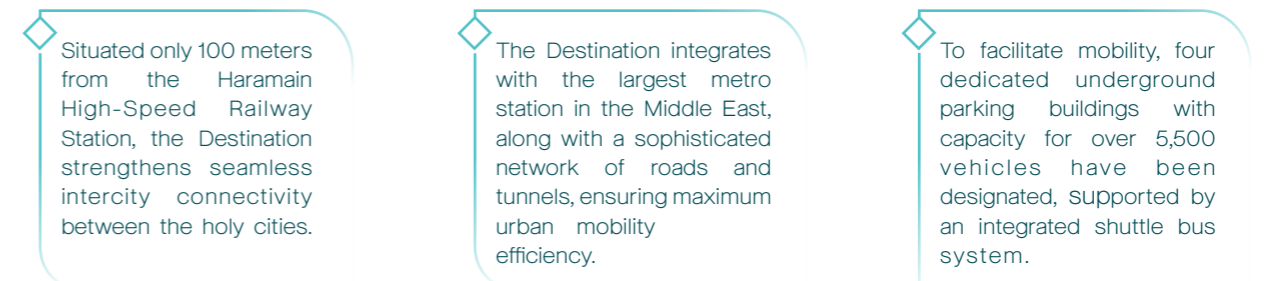 Situated only 100 meters
from the Haramain
High-Speed Railway
Station, the Destination
strengthens seamless
intercity connectivity
between the holy cities.
The Destination integrates
with the largest metro
station in the Middle East,
along with a sophisticated
network of roads and
tunnels, ensuring maximum
urban mobility
efficiency.
To facilitate mobility, four
dedicated underground
parking buildings with
capacity for over 5,500
vehicles have been
designated, supported by
an integrated shuttle bus
system.